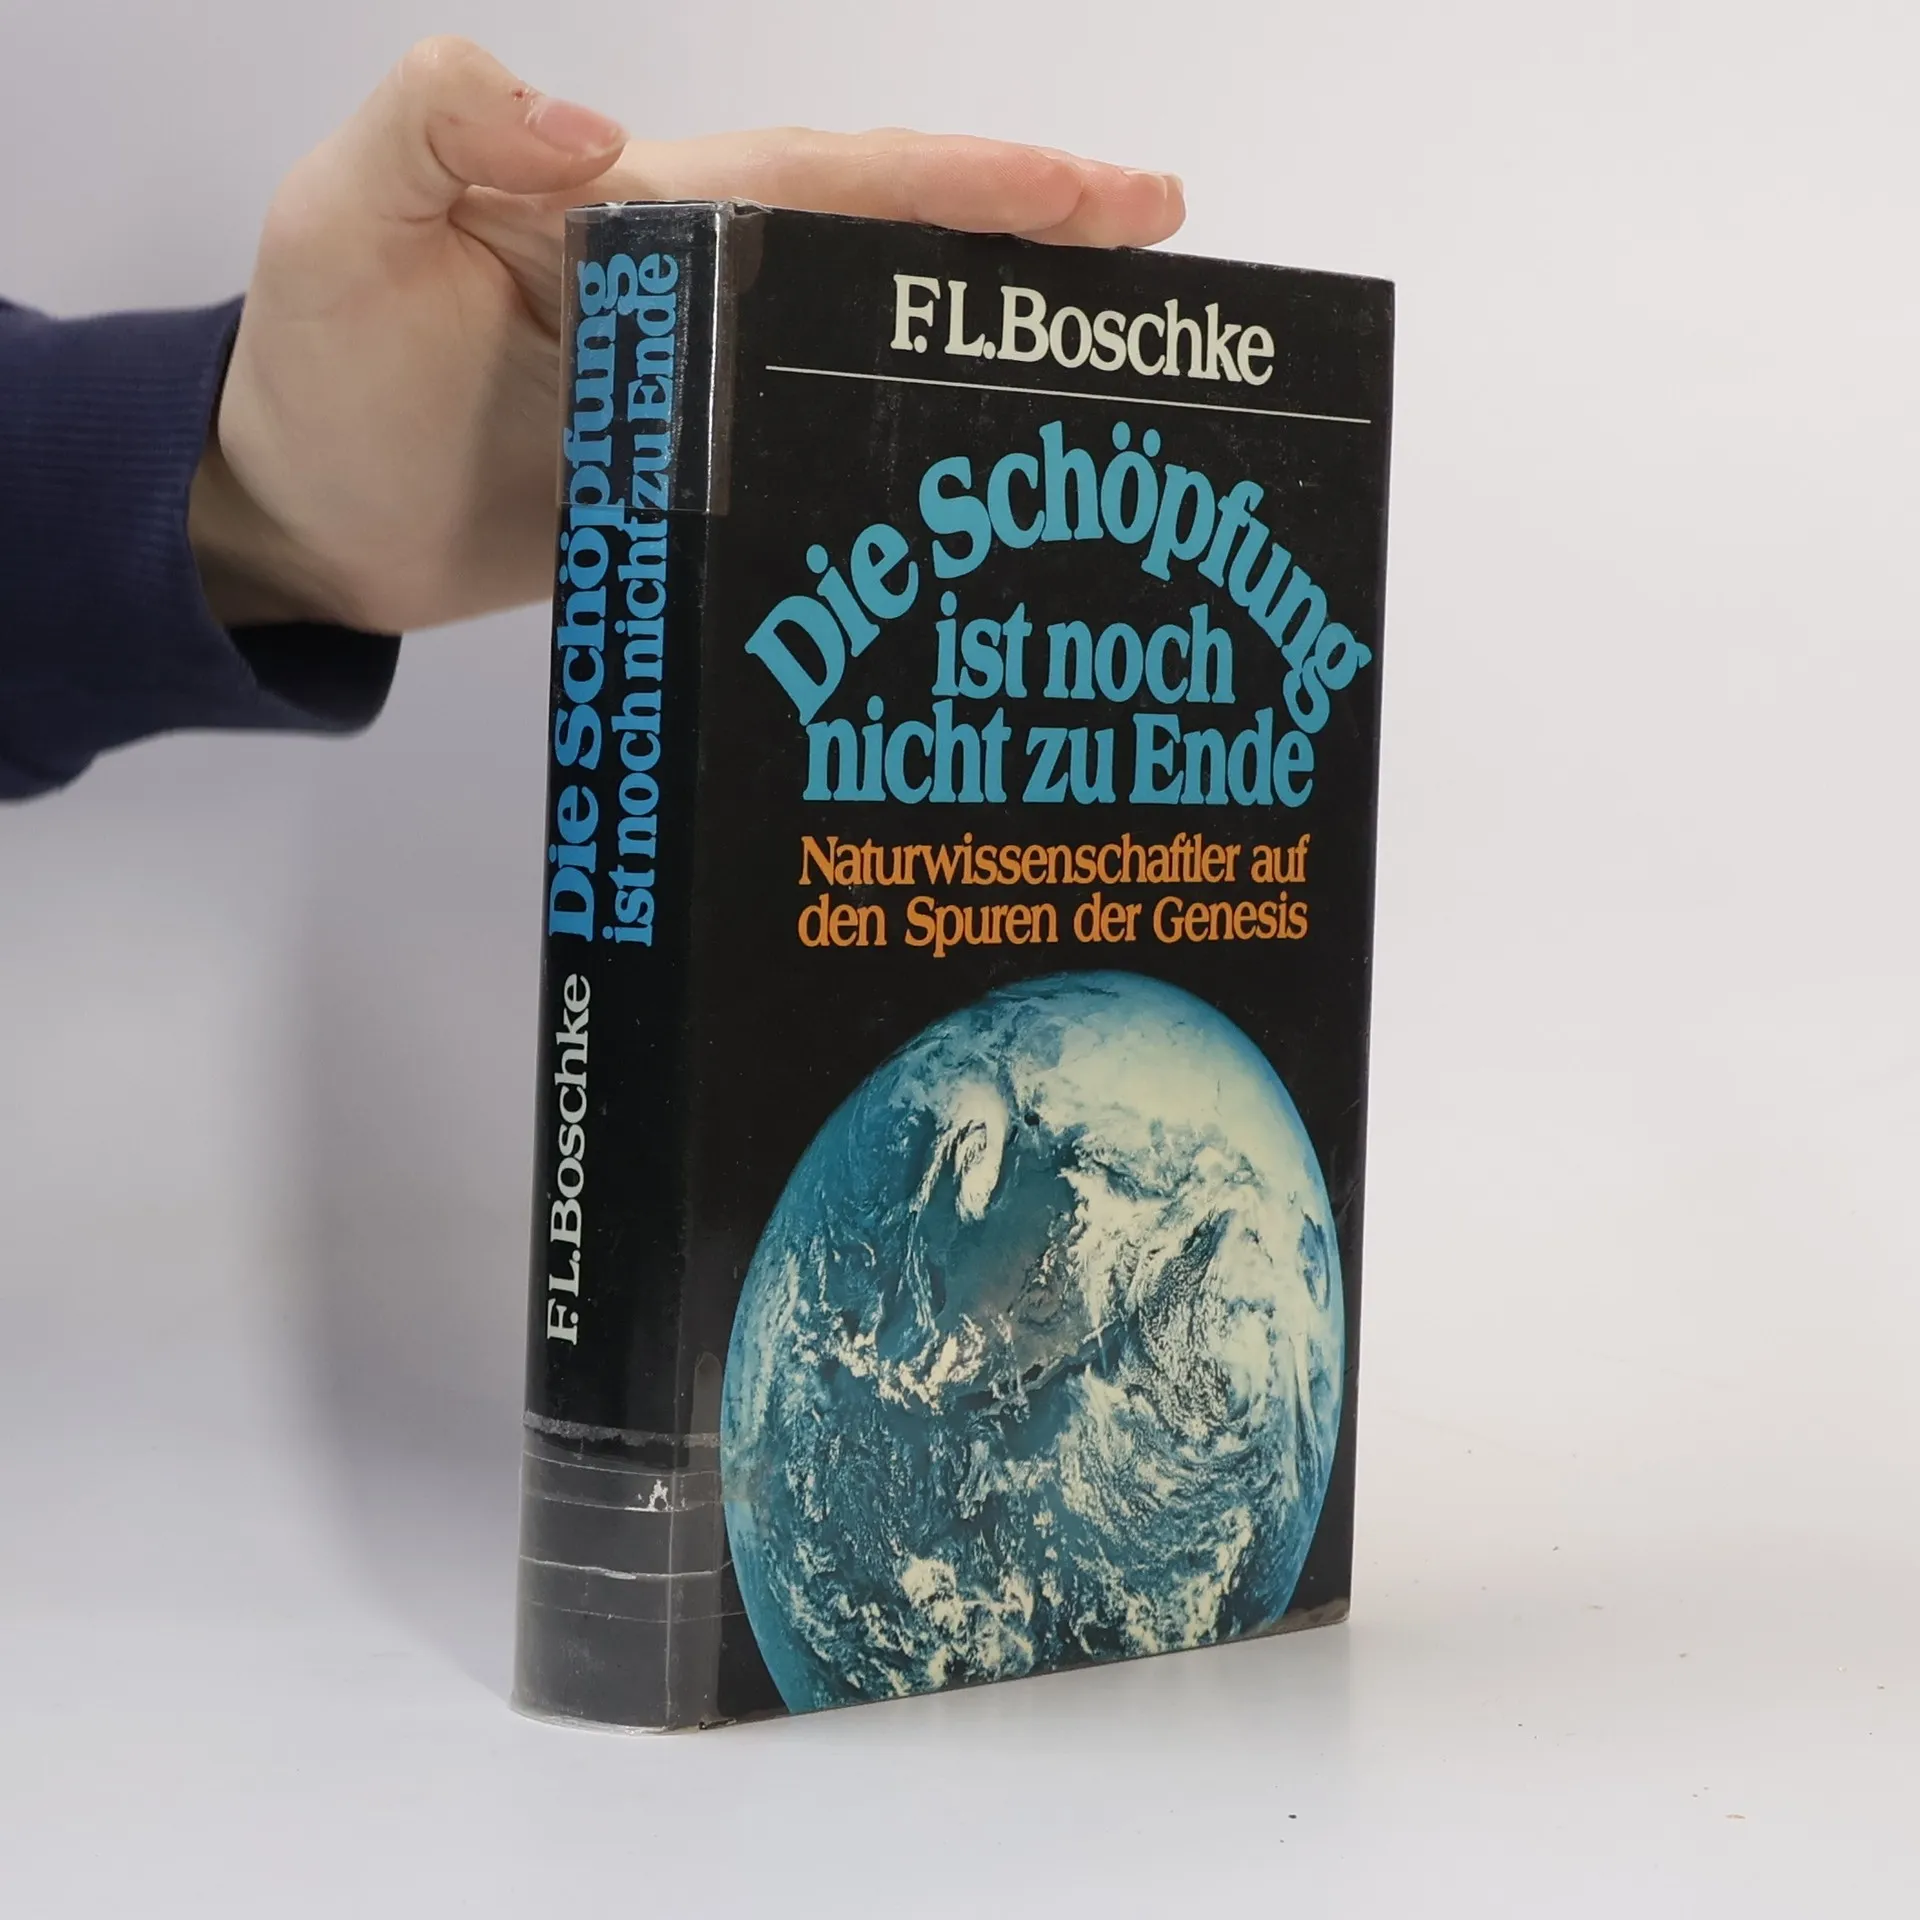 F.L.Boschke
Die Schöpfung
ist noch
nicht zu Ende
Naturwissenschaftler auf
den Spuren der Genesis
F.L.Boschke Die Schöpfung
ist noch nicht zu Ende